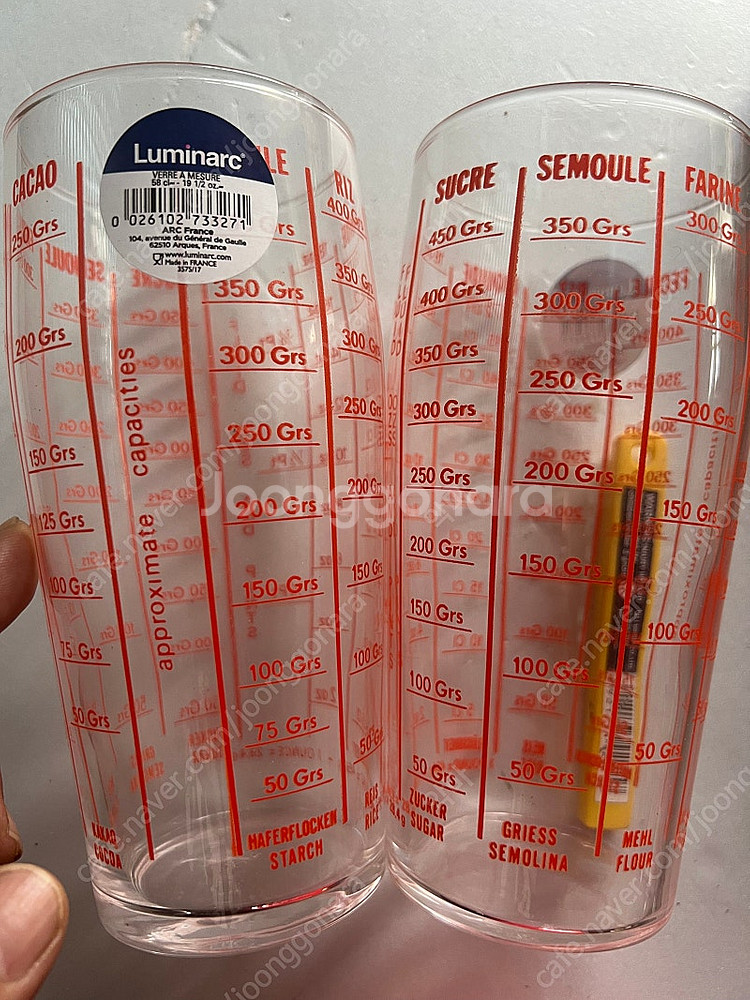 CACAO
250 Grs
200 Grs
150 Grs
125 Grs
100 Grs
75 Grs
50 Grs
KAKAO
COCOA
Luminarc®
VERRE A MESURE
58 cl - 19 1/2 oz.
0 026102 733271
ARC France
104, avenue du Général de Gaulle
62510 Arques, France
www.luminarc.com
Made in FRANCE
3575/17
approximate capacities
350 Grs
300 Grs
250 Grs
200 Grs
150 Grs
100 Grs
75 Grs
50 Grs
HAFERFLOCKEN
STARCH
RIZ
400 Grs
350 Grs
300 Grs
250 Grs
200 Grs
150 Grs
100 Grs
50 Grs
REIS
RICE
SUCRE
450 Grs
400 Grs
350 Grs
300 Grs
250 Grs
200 Grs
150 Grs
100 Grs
50 Grs
ZUCKER
SUGAR
SEMOULE
350 Grs
300 Grs
250 Grs
200 Grs
150 Grs
100 Grs
50 Grs
GRIESS
SEMOLINA
FARINE
300 Grs
250 Grs
200 Grs
150 Grs
100 Grs
50 Grs
MEHL
FLOUR
Joonggonara
cafe.naver.com/joonggonara